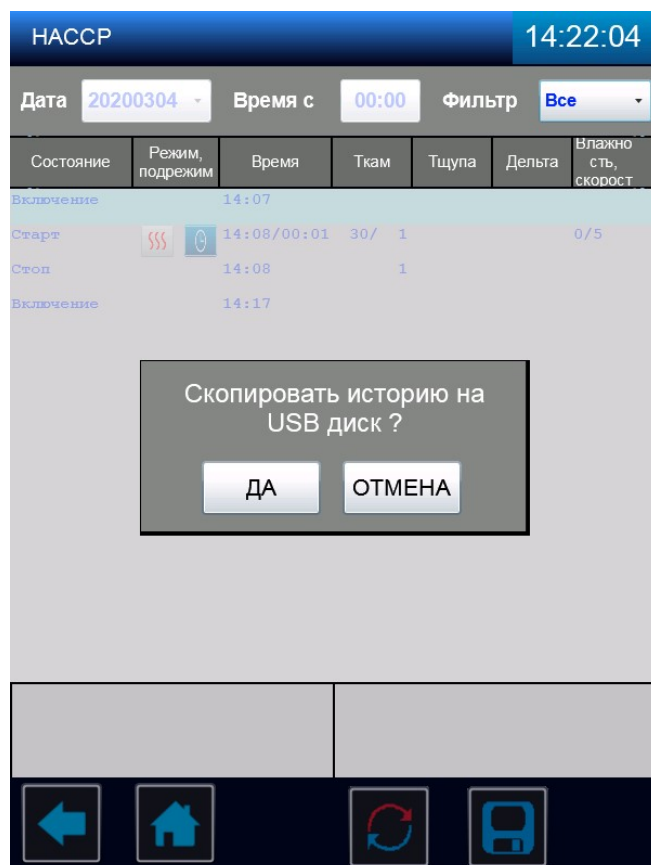 HACCP 14:22:04
Дата 20200304 Время с 00:00 Фильтр Все
Состояние Режим, подрежим Время Ткам Тщупа Дельта Влажно сть, скорост
Включение 14:07
Старт 14:08/00:01 30/ 1 0/5
Стоп 14:08 1
Включение 14:17
Скопировать историю на
USB диск ?
ДА ОТМЕНА